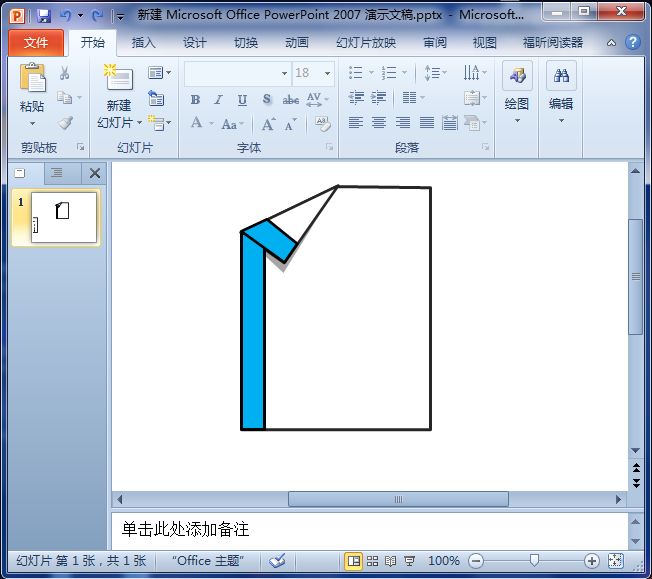 新建 Microsoft Office PowerPoint 2007 演示文稿.pptx - Microsoft...
文件 开始 插入 设计 切换 动画 幻灯片放映 审阅 视图 福昕阅读器
粘贴
新建
幻灯片
18
B I U S abc AV
A Aa A A
绘图 编辑
剪贴板 幻灯片 字体 段落
1
单击此处添加备注
幻灯片 第 1 张，共 1 张 "Office 主题" 100%